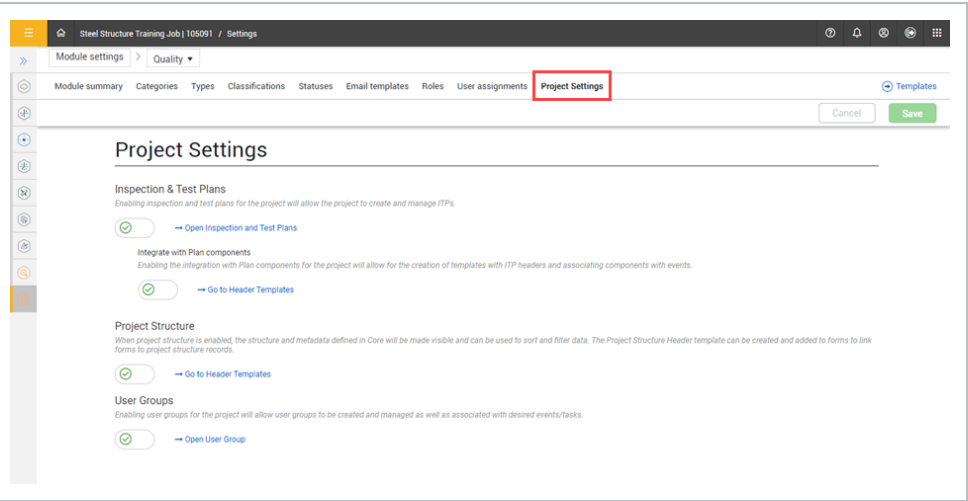 Steel Structure Training Job | 105091 / Settings
Module settings > Quality ▾
Module summary Categories Types Classifications Statuses Email templates Roles User assignments Project Settings Templates
Cancel Save
Project Settings
Inspection & Test Plans
Enabling inspection and test plans for the project will allow the project to create and manage ITPs.
Open Inspection and Test Plans
Integrate with Plan components
Enabling the integration with Plan components for the project will allow for the creation of templates with ITP headers and associating components with events.
Go to Header Templates
Project Structure
When project structure is enabled, the structure and metadata defined in Core will be made visible and can be used to sort and filter data. The Project Structure Header template can be created and added to forms to link
forms to project structure records.
Go to Header Templates
User Groups
Enabling user groups for the project will allow user groups to be created and managed as well as associated with desired events/tasks.
Open User Group